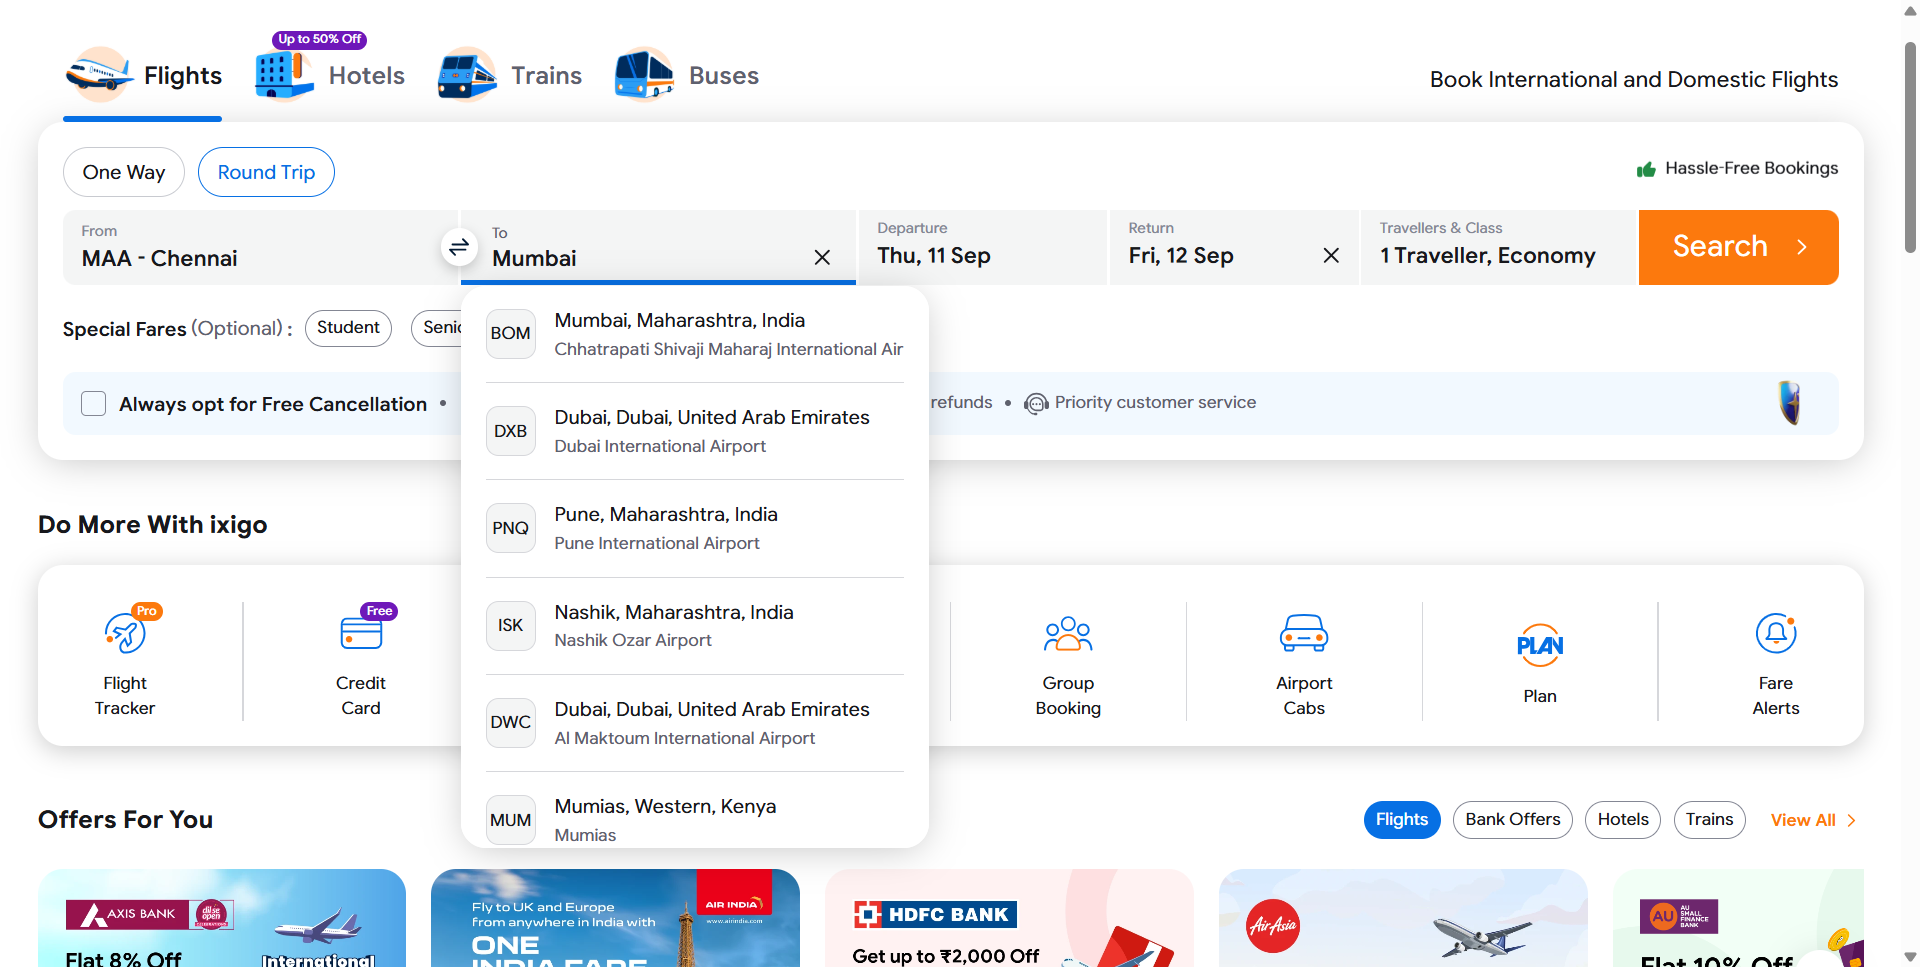 Up to 50% Off
Flights
Hotels
Trains
Buses
Book International and Domestic Flights
One Way
Round Trip
Hassle-Free Bookings
From
MAA - Chennai
To
Mumbai
Departure
Thu, 11 Sep
Return
Fri, 12 Sep
Travellers & Class
1 Traveller, Economy
Search
Special Fares (Optional) :
Student
BOM
Mumbai, Maharashtra, India
Chhatrapati Shivaji Maharaj International Air
Always opt for Free Cancellation •
refunds • Priority customer service
DXB
Dubai, Dubai, United Arab Emirates
Dubai International Airport
PNQ
Pune, Maharashtra, India
Pune International Airport
ISK
Nashik, Maharashtra, India
Nashik Ozar Airport
DWC
Dubai, Dubai, United Arab Emirates
Al Maktoum International Airport
MUM
Mumias, Western, Kenya
Mumias
Do More With ixigo
Pro
Flight
Tracker
Free
Credit
Card
Group
Booking
Airport
Cabs
PLAN
Plan
Fare
Alerts
Offers For You
Flights
Bank Offers
Hotels
Trains
View All
AXIS BANK
dil se
open
Flat 8% Off
International
Fly to UK and Europe
from anywhere in India with
ONE
INDIA FARE
AIR INDIA
www.airindia.com
HDFC BANK
Get up to ₹2,000 Off
AirAsia
AU
AU
SMALL
FINANCE
BANK
Flat 10% Off